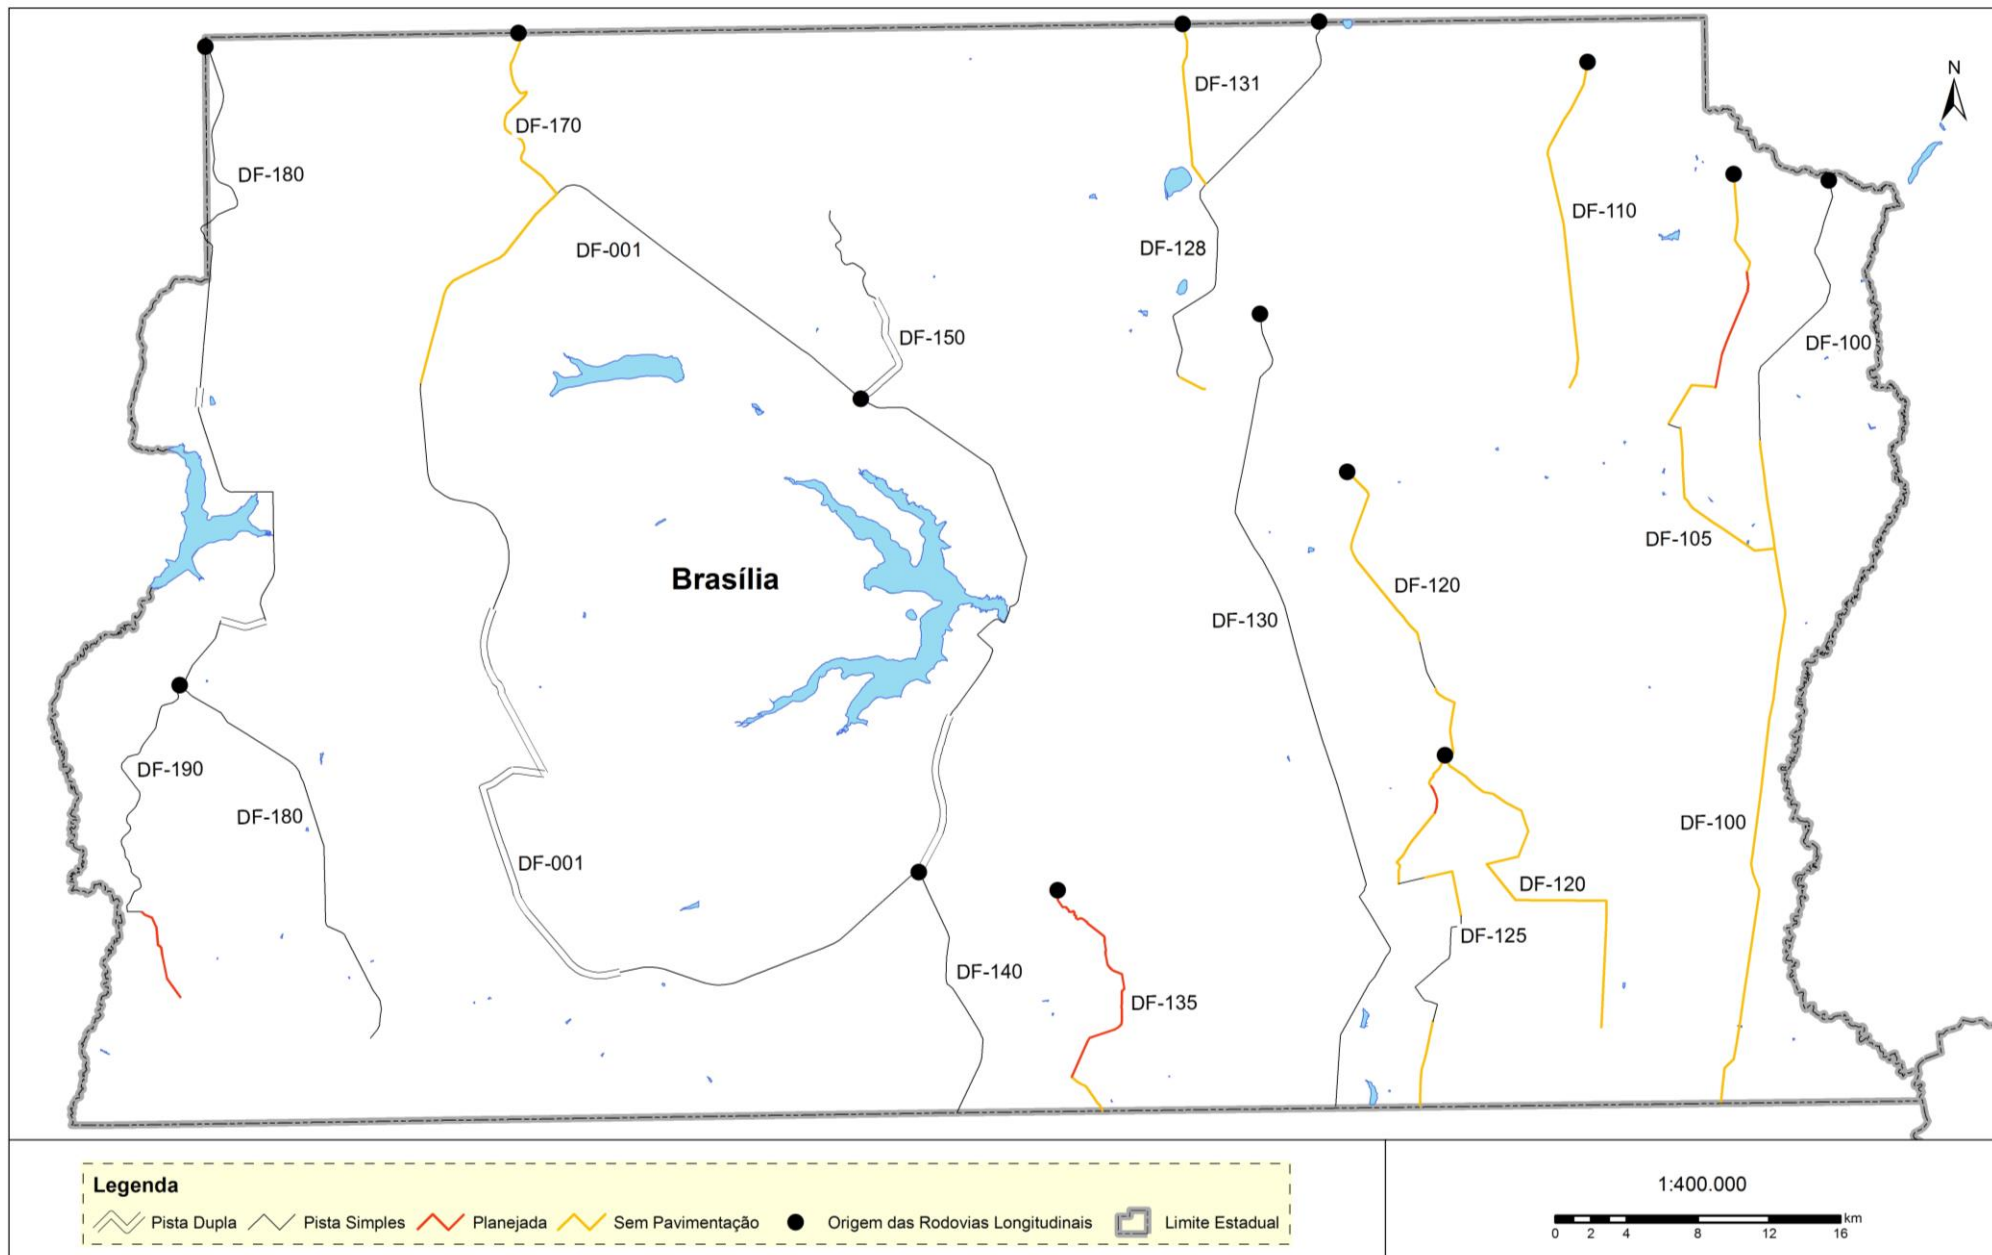 N
DF-131
DF-170
DF-180
DF-110
DF-001
DF-128
DF-150
DF-100
DF-105
Brasília
DF-120
DF-130
DF-190
DF-180
DF-100
DF-001
DF-120
DF-125
DF-140
DF-135
Legenda
Pista Dupla Pista Simples Planejada Sem Pavimentação Origem das Rodovias Longitudinais Limite Estadual
1:400.000
km
0 2 4 8 12 16